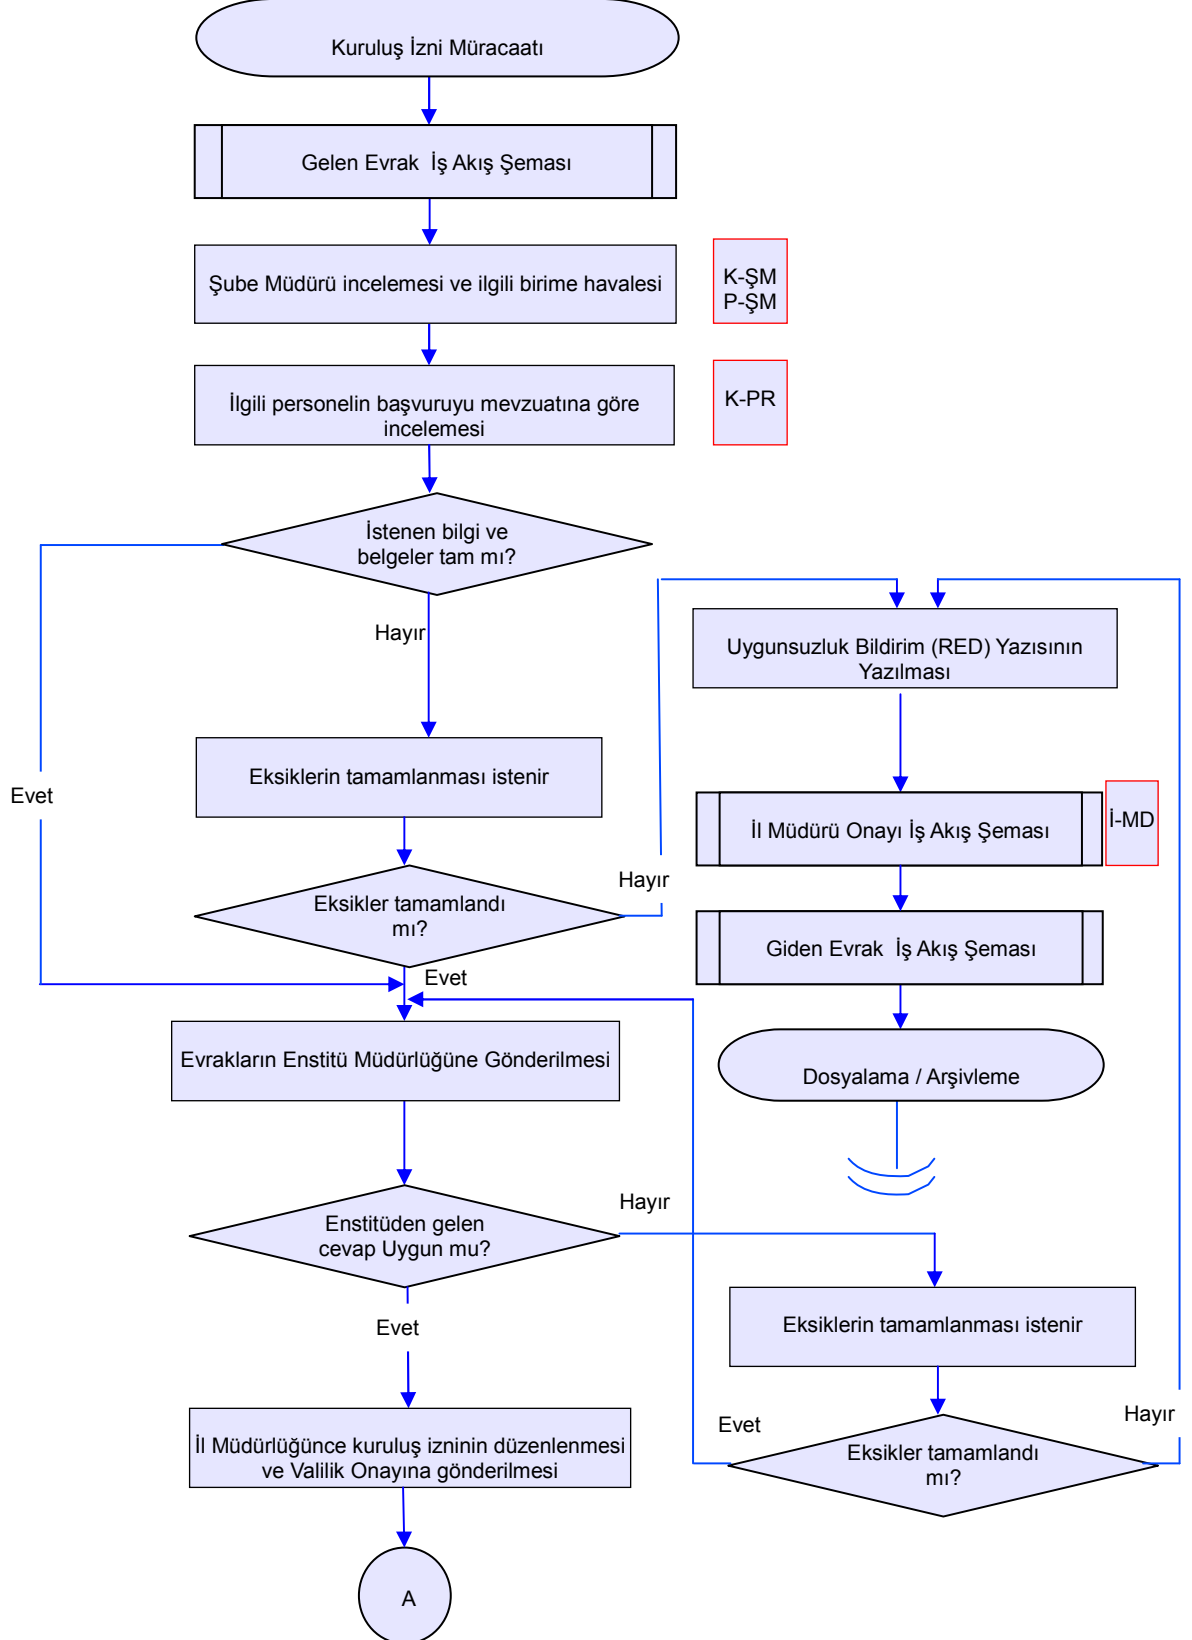 Kuruluş İzni Müracaatı
Gelen Evrak  İş Akış Şeması
Şube Müdürü incelemesi ve ilgili birime havalesi
K-ŞM
P-ŞM
İlgili personelin başvuruyu mevzuatına göre
incelemesi
K-PR
İstenen bilgi ve
belgeler tam mı?
Hayır
Uygunsuzluk Bildirim (RED) Yazısının
Yazılması
Eksiklerin tamamlanması istenir
Evet
İl Müdürü Onayı İş Akış Şeması
İ-MD
Hayır
Eksikler tamamlandı
mı?
Giden Evrak  İş Akış Şeması
Evet
Evrakların Enstitü Müdürlüğüne Gönderilmesi
Dosyalama / Arşivleme
Hayır
Enstitüden gelen
cevap Uygun mu?
Evet
Eksiklerin tamamlanması istenir
İl Müdürlüğünce kuruluş izninin düzenlenmesi
ve Valilik Onayına gönderilmesi
Evet
Hayır
Eksikler tamamlandı
mı?
A